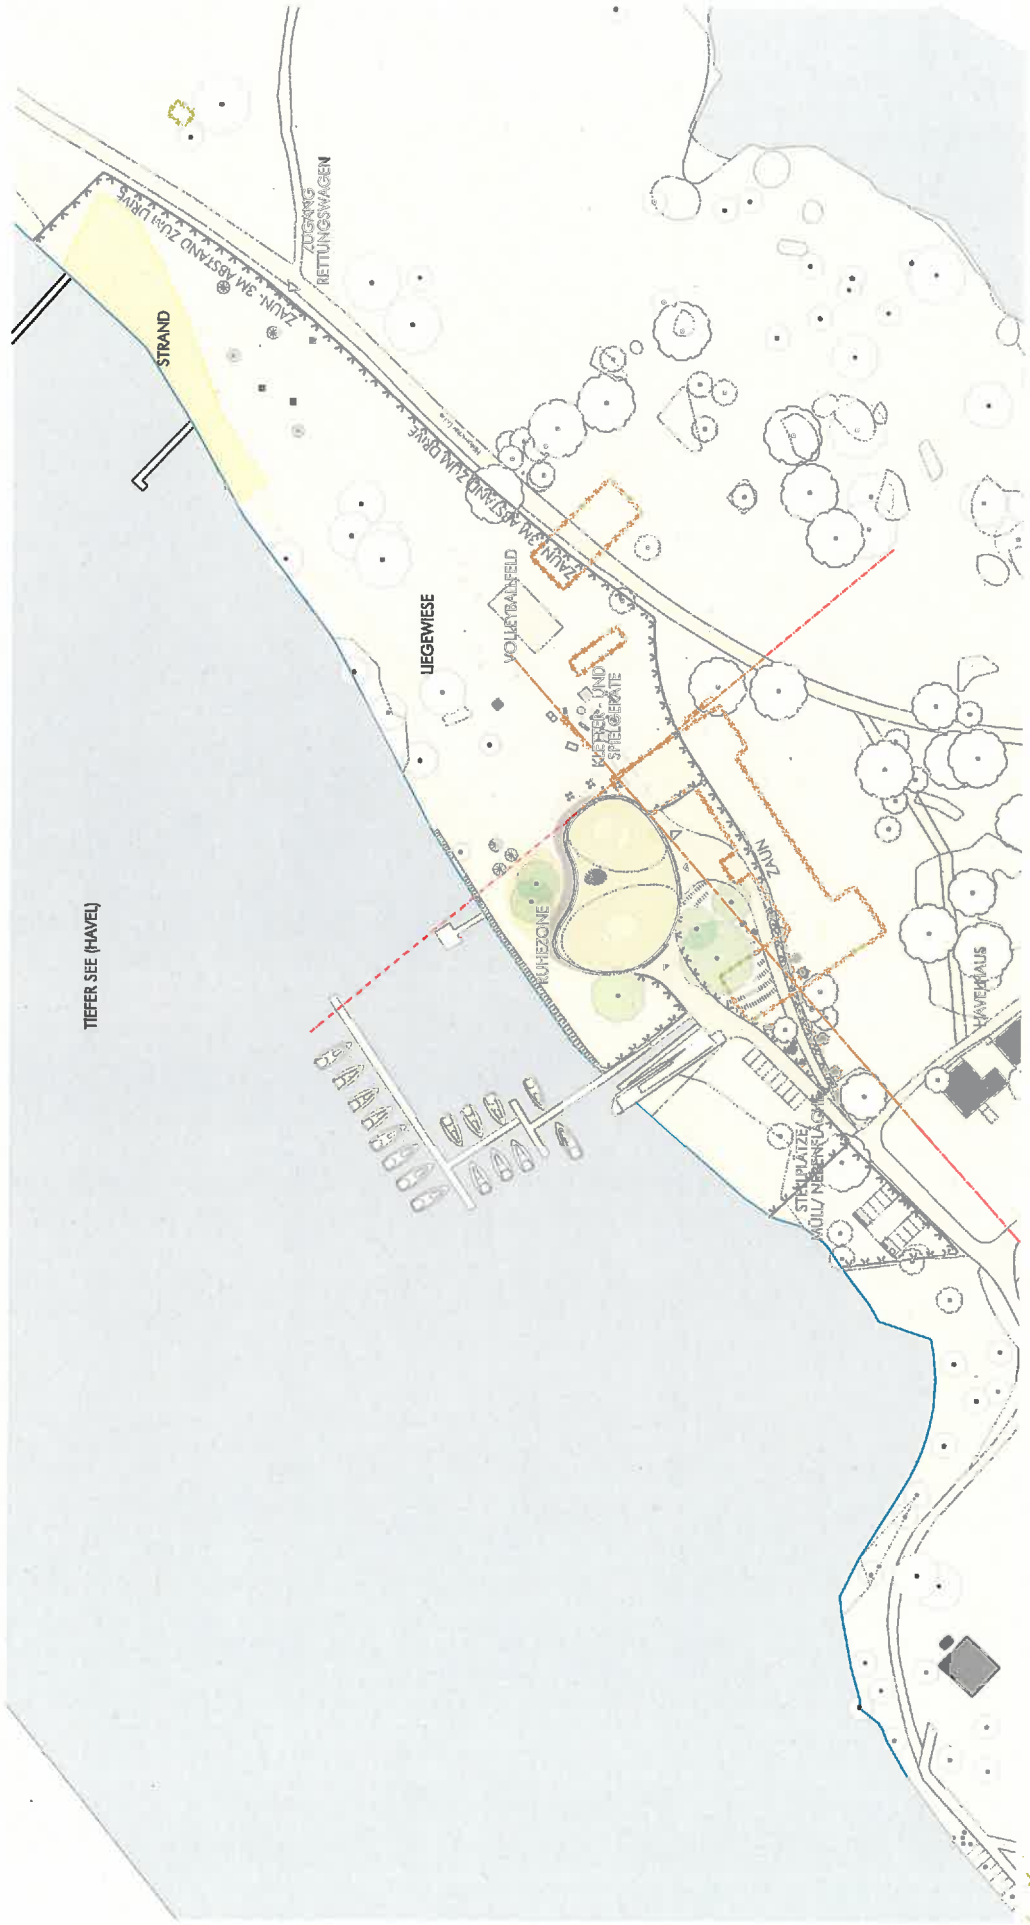 TIEFER SEE (HAVEL)
STRAND
ZUGANG
RETTUNGSWAGEN
ZAUN- 3M ABSTAND ZUM DRIVE
ZAUN- 3M ABSTAND ZUM DRIVE
LIEGEWIESE
VOLLEYBALLFELD
KLETTER- UND
SPIELGERÄTE
RUHEZONE
ZAUN
HAVELHAUS
STELLPLÄTZE/
MÜLL/ NEBENFLÄCHE